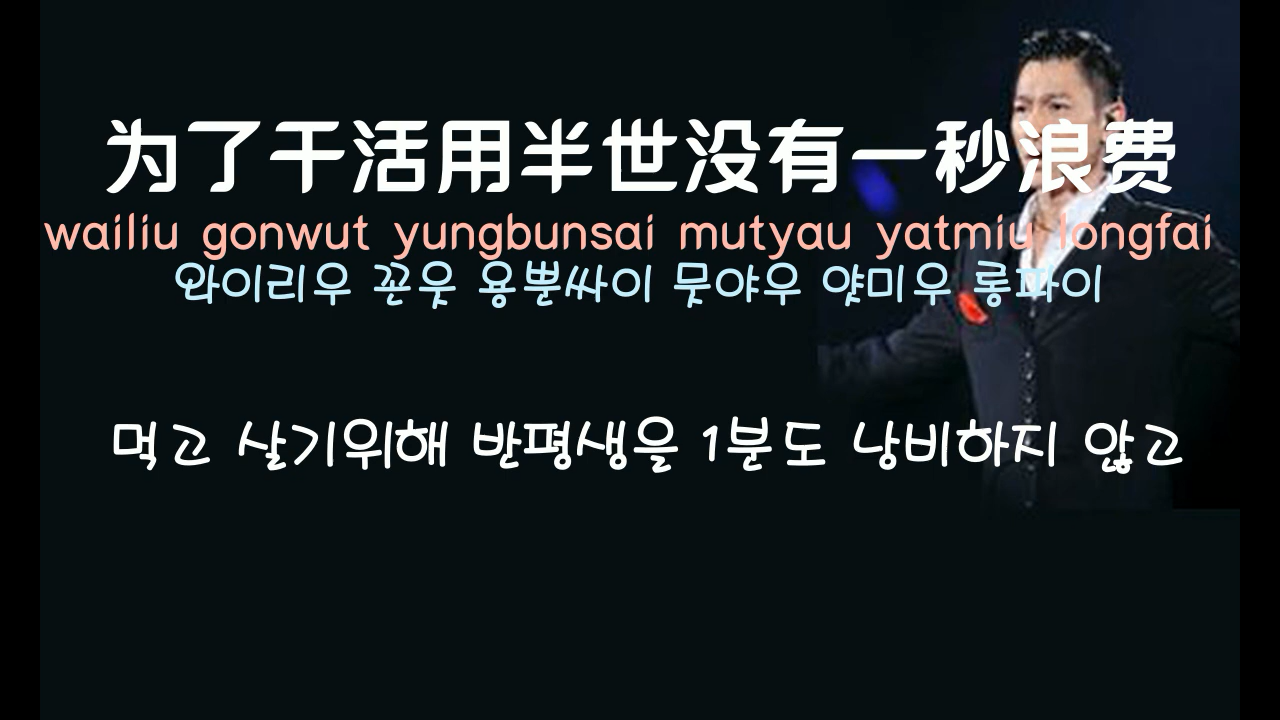 为了干活用半世没有一秒浪费
wailiu gonwut yungbunsai mutyau yatmiu longfai
와이리우 꼰웃 용뿐싸이 뭇야우 얏미우 롱파이
먹고 살기위해 반평생을 1분도 낭비하지 않고